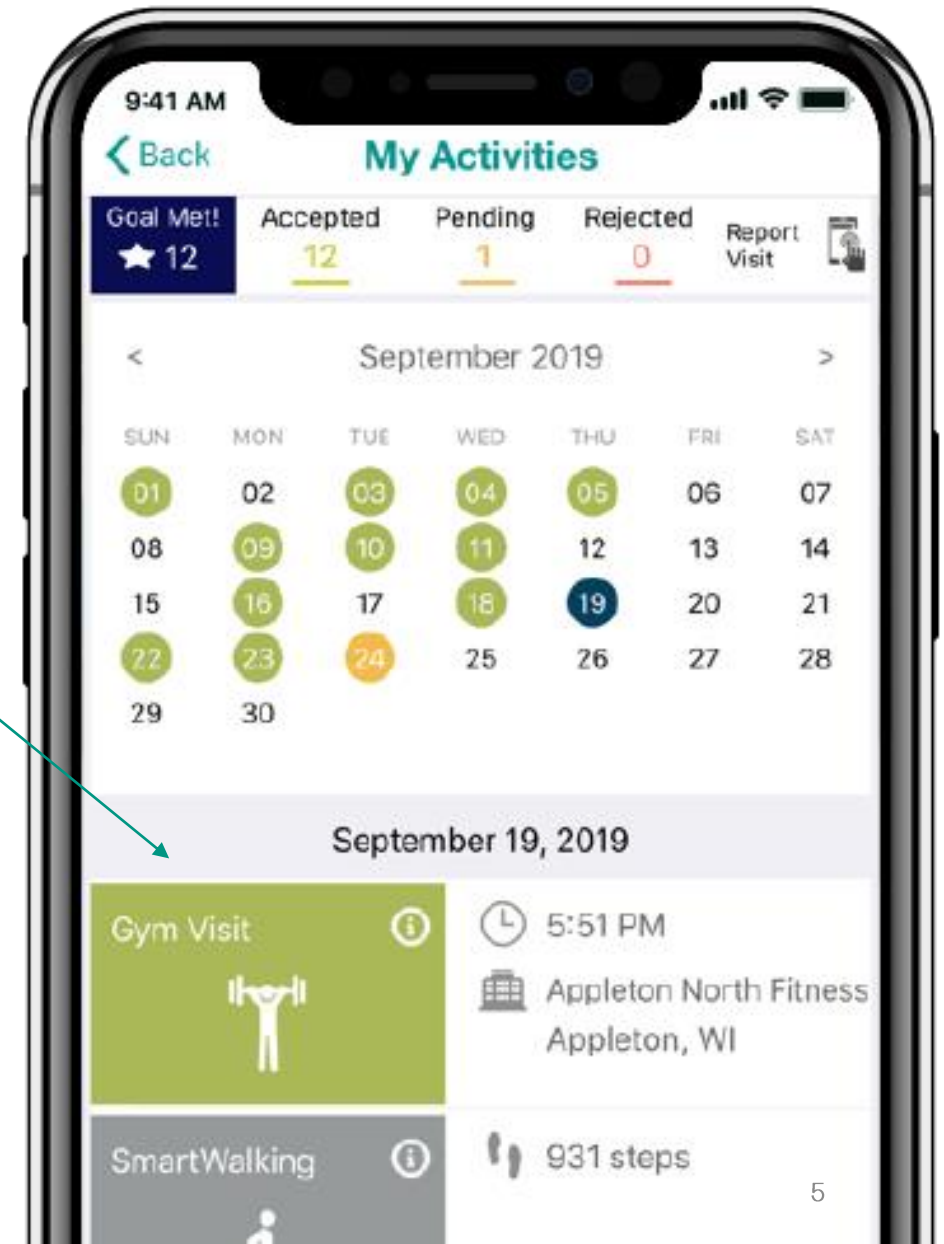 9:41 AM
Back
My Activities
Goal Met!
12
Accepted
12
Pending
1
Rejected
0
Report
Visit
< September 2019 >
SUN MON TUE WED THU FRI SAT
01 02 03 04 05 06 07
08 09 10 11 12 13 14
15 16 17 18 19 20 21
22 23 24 25 26 27 28
29 30
September 19, 2019
Gym Visit
5:51 PM
Appleton North Fitness
Appleton, WI
SmartWalking
931 steps
5